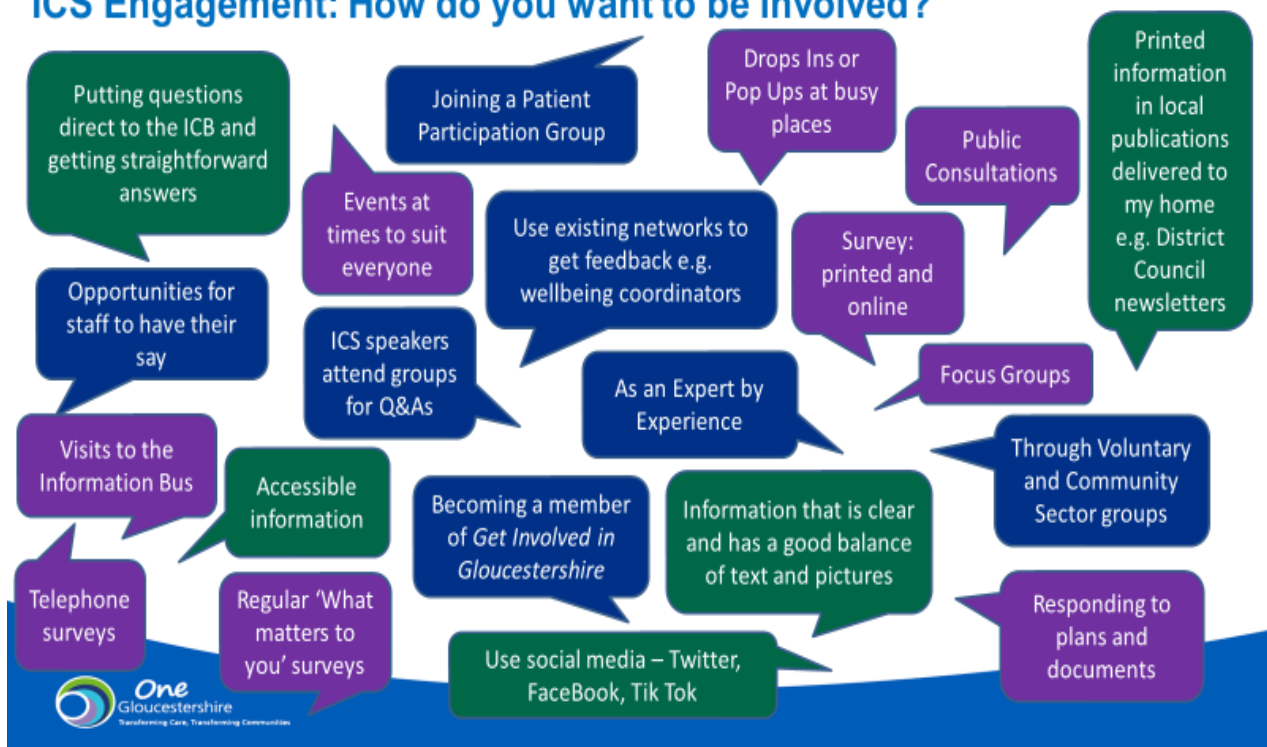 ICS Engagement: How do you want to be involved?
Putting questions
direct to the ICB and
getting straightforward
answers
Joining a Patient
Participation Group
Drops Ins or
Pop Ups at busy
places
Public
Consultations
Printed
information
in local
publications
delivered to
my home
e.g. District
Council
newsletters
Events at
times to suit
everyone
Use existing networks to
get feedback e.g.
wellbeing coordinators
Survey:
printed and
online
Opportunities for
staff to have their
say
ICS speakers
attend groups
for Q&As
As an Expert by
Experience
Focus Groups
Visits to the
Information Bus
Accessible
information
Becoming a member
of Get Involved in
Gloucestershire
Information that is clear
and has a good balance
of text and pictures
Through Voluntary
and Community
Sector groups
Telephone
surveys
Regular ‘What
matters to
you’ surveys
Use social media – Twitter,
FaceBook, Tik Tok
Responding to
plans and
documents
One
Gloucestershire
Transforming Care, Transforming Communities